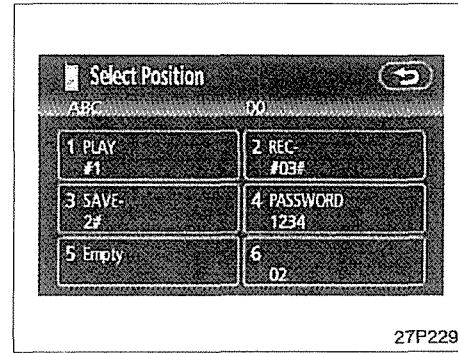 Select Position
ABC 00
1 PLAY
#1
2 REC-
#03#
3 SAVE-
2#
4 PASSWORD
1234
5 Empty
6
02
27P229